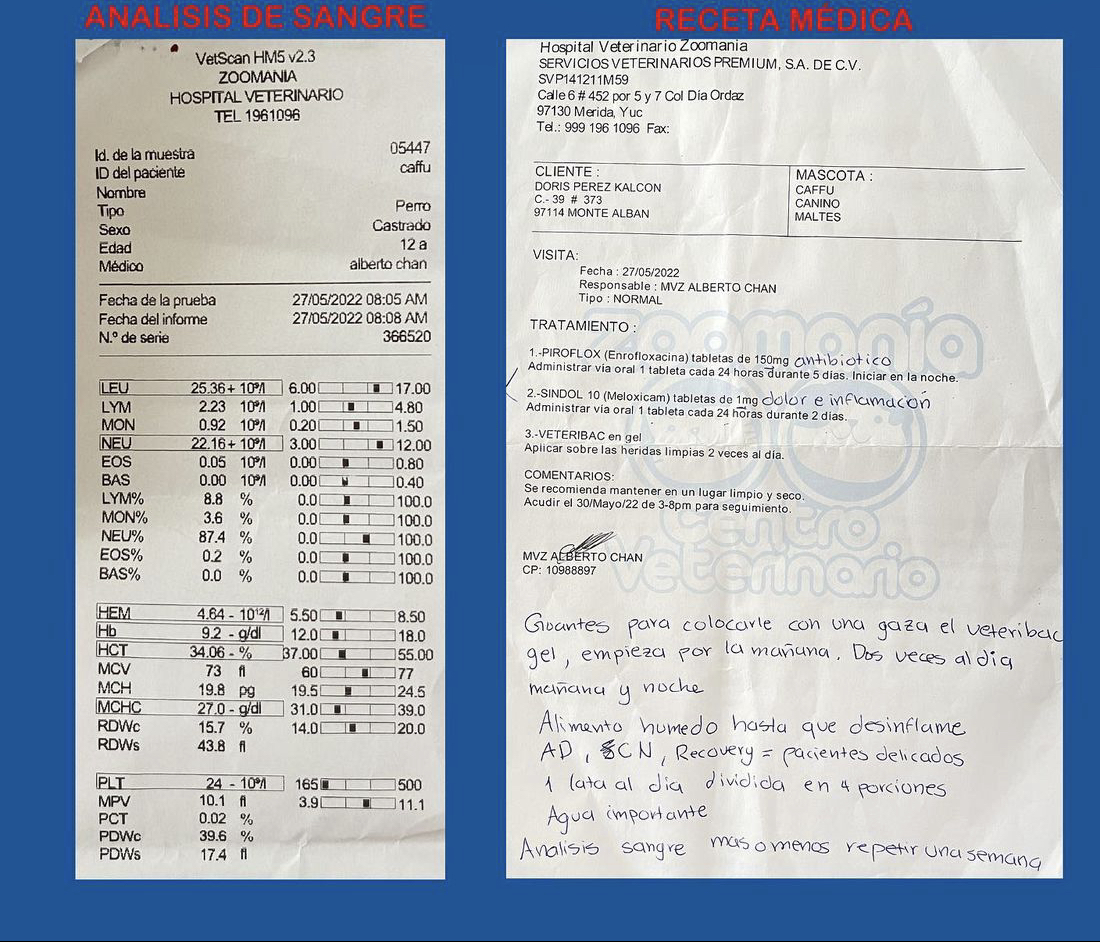 ANALISIS DE SANGRE
VetScan HM5 v2.3
ZOOMANIA
HOSPITAL VETERINARIO
TEL 1961096
Id. de la muestra 05447
ID del paciente caffu
Nombre
Tipo Perro
Sexo Castrado
Edad 12 a
Médico alberto chan
Fecha de la prueba 27/05/2022 08:05 AM
Fecha del informe 27/05/2022 08:08 AM
N.º de serie 366520
LEU 25.36+ 10⁹/l 6.00 17.00
LYM 2.23 10⁹/l 1.00 4.80
MON 0.92 10⁹/l 0.20 1.50
NEU 22.16+ 10⁹/l 3.00 12.00
EOS 0.05 10⁹/l 0.00 0.80
BAS 0.00 10⁹/l 0.00 0.40
LYM% 8.8 % 0.0 100.0
MON% 3.6 % 0.0 100.0
NEU% 87.4 % 0.0 100.0
EOS% 0.2 % 0.0 100.0
BAS% 0.0 % 0.0 100.0
HEM 4.64 - 10¹²/l 5.50 8.50
Hb 9.2 - g/dl 12.0 18.0
HCT 34.06 - % 37.00 55.00
MCV 73 fl 60 77
MCH 19.8 pg 19.5 24.5
MCHC 27.0 - g/dl 31.0 39.0
RDWc 15.7 % 14.0 20.0
RDWs 43.8 fl
PLT 24 - 10⁹/l 165 500
MPV 10.1 fl 3.9 11.1
PCT 0.02 %
PDWc 39.6 %
PDWs 17.4 fl
RECETA MÉDICA
Hospital Veterinario Zoomania
SERVICIOS VETERINARIOS PREMIUM, S.A. DE C.V.
SVP141211M59
Calle 6 # 452 por 5 y 7 Col Día Ordaz
97130 Merida, Yuc
Tel.: 999 196 1096 Fax:
CLIENTE :
DORIS PEREZ KALCON
C.- 39 # 373
97114 MONTE ALBAN
MASCOTA :
CAFFU
CANINO
MALTES
VISITA:
Fecha : 27/05/2022
Responsable : MVZ ALBERTO CHAN
Tipo : NORMAL
TRATAMIENTO :
1.-PIROFLOX (Enrofloxacina) tabletas de 150mg antibiotico
Administrar vía oral 1 tableta cada 24 horas durante 5 días. Iniciar en la noche.
2.-SINDOL 10 (Meloxicam) tabletas de 1mg dolor e inflamación
Administrar vía oral 1 tableta cada 24 horas durante 2 días.
3.-VETERIBAC en gel
Aplicar sobre las heridas limpias 2 veces al día.
COMENTARIOS:
Se recomienda mantener en un lugar limpio y seco.
Acudir el 30/Mayo/22 de 3-8pm para seguimiento.
MVZ ALBERTO CHAN
CP: 10988897
zoomanía
Centro
Veterinario
Guantes para colocarle con una gaza el veteribac
gel, empieza por la mañana. Dos veces al dia
mañana y noche
Alimento humedo hasta que desinflame
AD, CN, Recovery = pacientes delicados
1 lata al día dividida en 4 porciones
Agua importante
Analisis sangre mas o menos repetir una semana